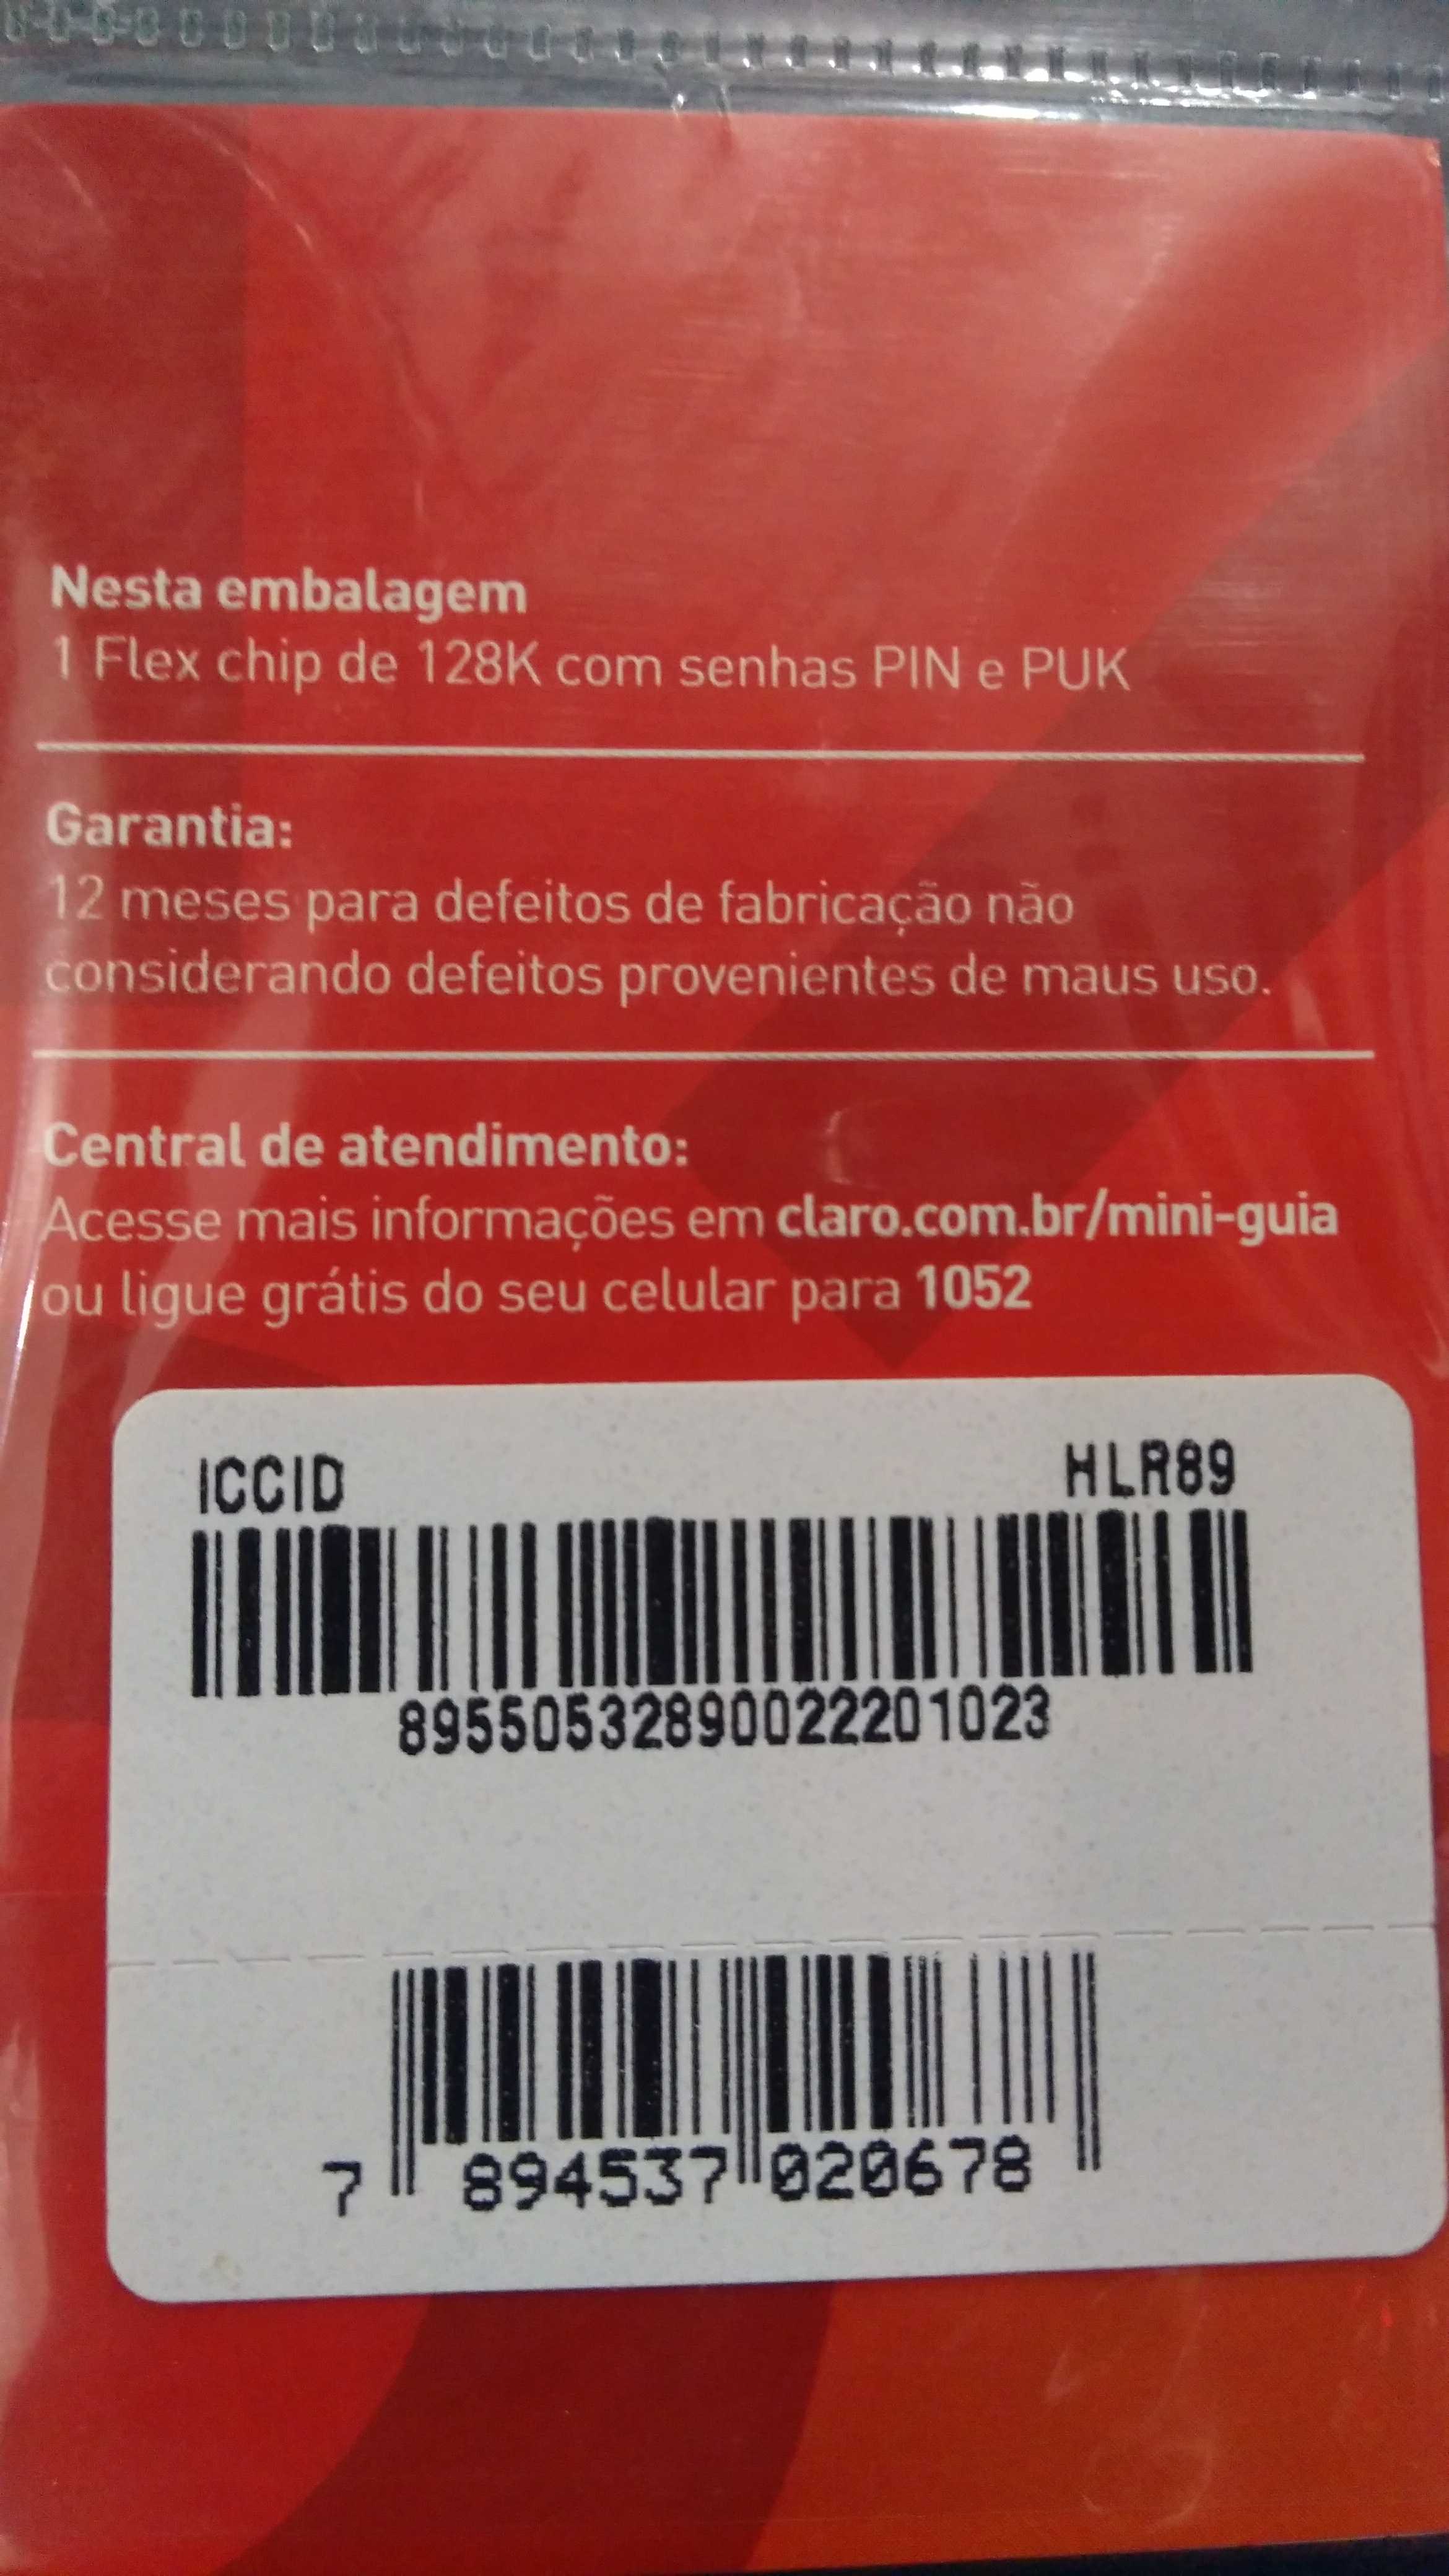 Nesta embalagem
1 Flex chip de 128K com senhas PIN e PUK
Garantia:
12 meses para defeitos de fabricação não
considerando defeitos provenientes de maus uso.
Central de atendimento:
Acesse mais informações em claro.com.br/mini-guia
ou ligue grátis do seu celular para 1052
ICCID HLR89
89550532890022201023
7 894537 020678